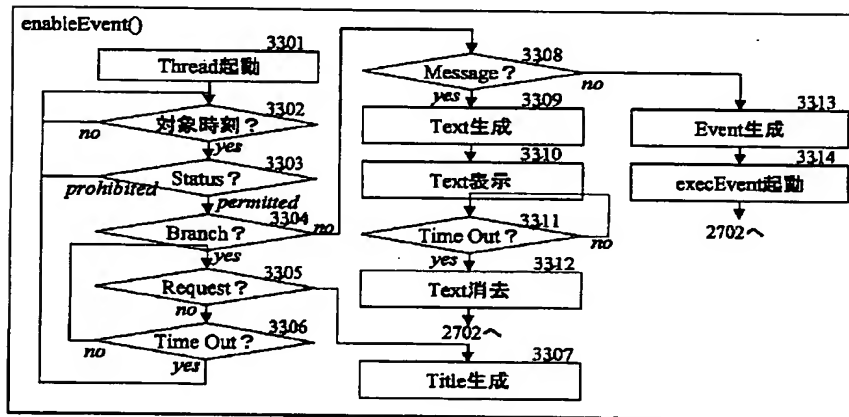 enableEvent()
3301
Thread起動
3302
対象時刻？
no
yes
3303
Status？
prohibited
permitted
3304
Branch？
no
yes
3305
Request？
no
3306
Time Out？
no
yes
3308
Message？
yes
no
3309
Text生成
3310
Text表示
3311
Time Out？
no
yes
3312
Text消去
2702へ
3307
Title生成
3313
Event生成
3314
execEvent起動
2702へ